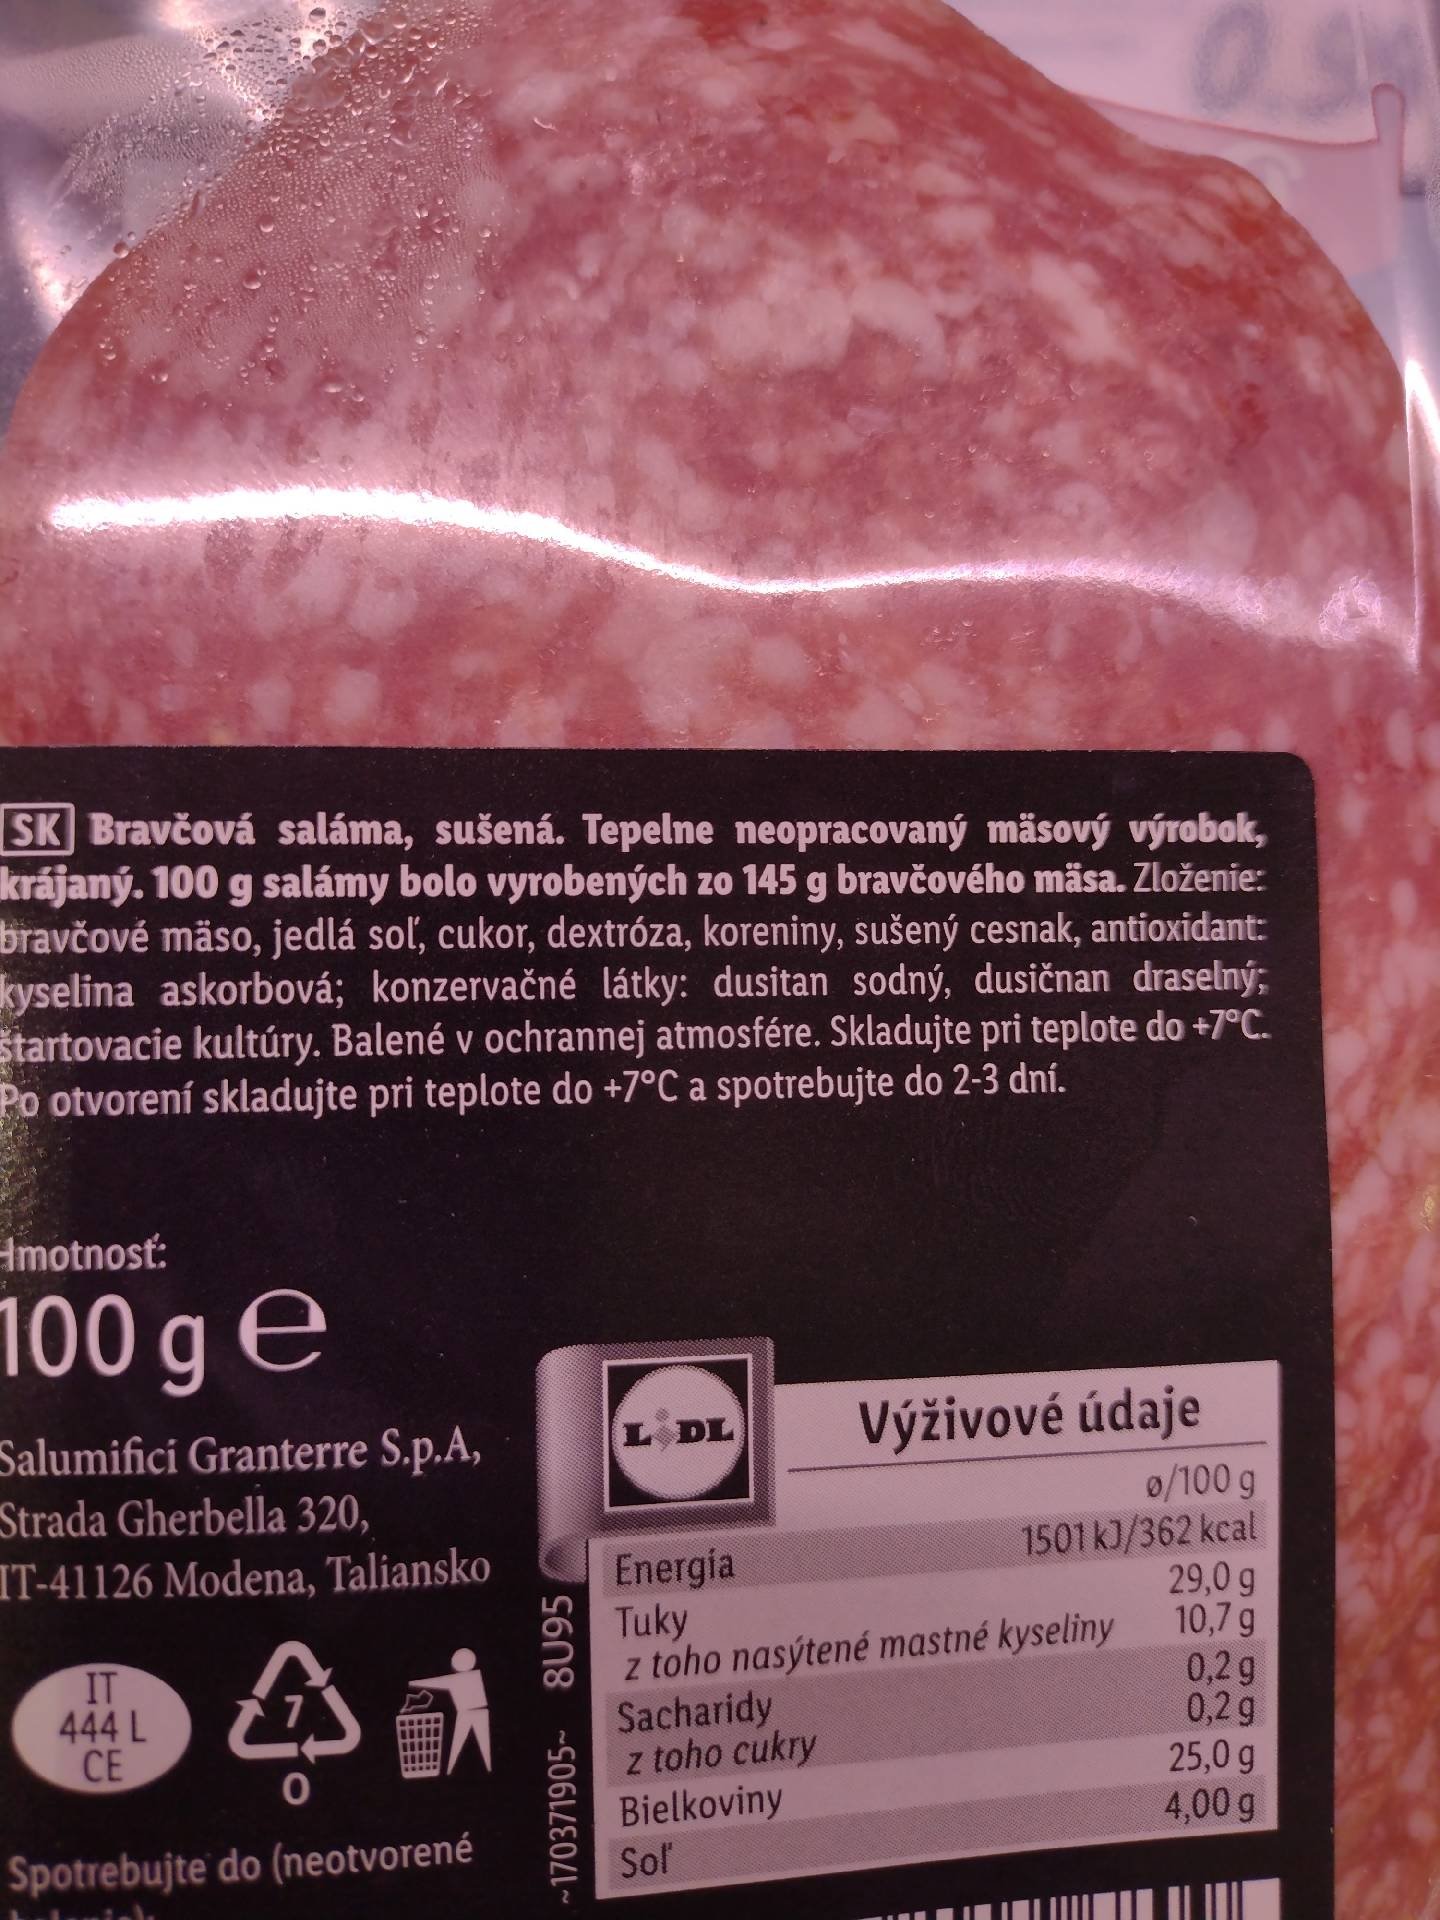 SK Bravčová saláma, sušená. Tepelne neopracovaný mäsový výrobok,
krájaný. 100 g salámy bolo vyrobených zo 145 g bravčového mäsa. Zloženie:
bravčové mäso, jedlá soľ, cukor, dextróza, koreniny, sušený cesnak, antioxidant:
kyselina askorbová; konzervačné látky: dusitan sodný, dusičnan draselný;
štartovacie kultúry. Balené v ochrannej atmosfére. Skladujte pri teplote do +7°C.
Po otvorení skladujte pri teplote do +7°C a spotrebujte do 2-3 dní.
Hmotnosť:
100 g e
Salumifici Granterre S.p.A,
Strada Gherbella 320,
IT-41126 Modena, Taliansko
IT
444 L
CE
7
O
Spotrebujte do (neotvorené
~170371905~ 8U95
LIDL
Výživové údaje
ø/100 g
Energia 1501 kJ/362 kcal
Tuky 29,0 g
z toho nasýtené mastné kyseliny 10,7 g
Sacharidy 0,2 g
z toho cukry 0,2 g
Bielkoviny 25,0 g
Soľ 4,00 g